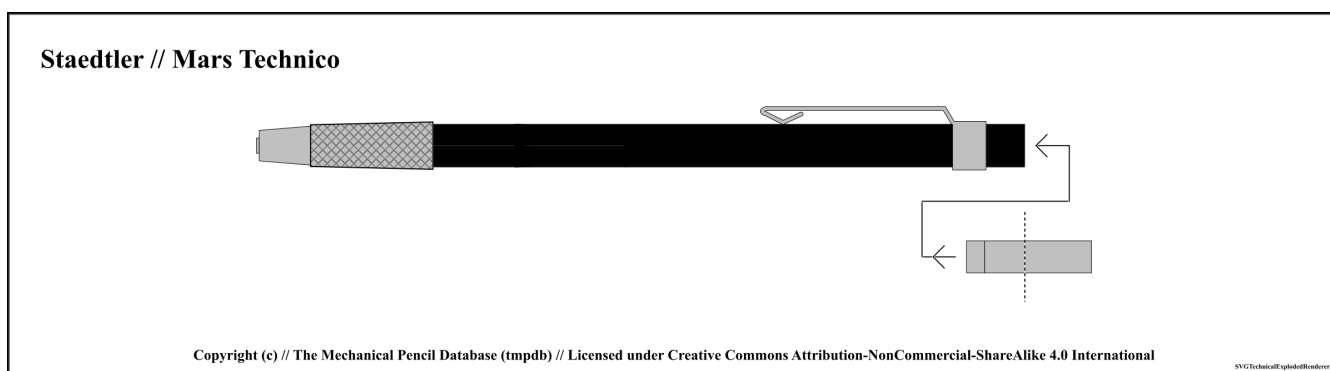 Staedtler // Mars Technico
Copyright (c) // The Mechanical Pencil Database (tmpdb) // Licensed under Creative Commons Attribution-NonCommercial-ShareAlike 4.0 International
SVGTechnicalExplodedRenderer